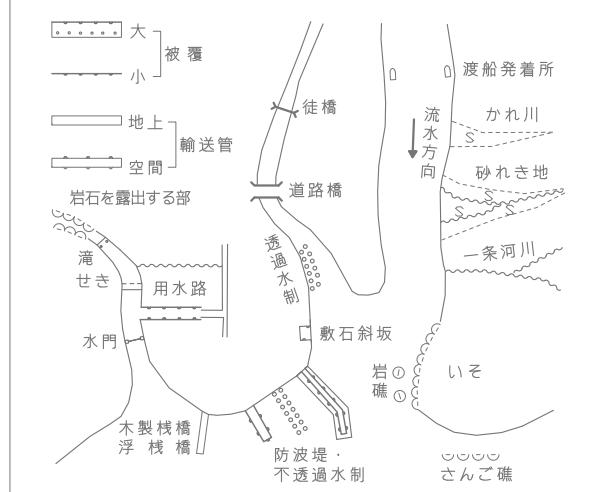 大
被覆
小
地上
輸送管
空間
岩石を露出する部
滝
せき
用水路
水門
木製桟橋
浮桟橋
徒橋
道路橋
透過水制
敷石斜坂
防波堤・
不透過水制
渡船発着所
流水方向
かれ川
S
砂れき地
S
S
一条河川
岩礁
いそ
さんご礁